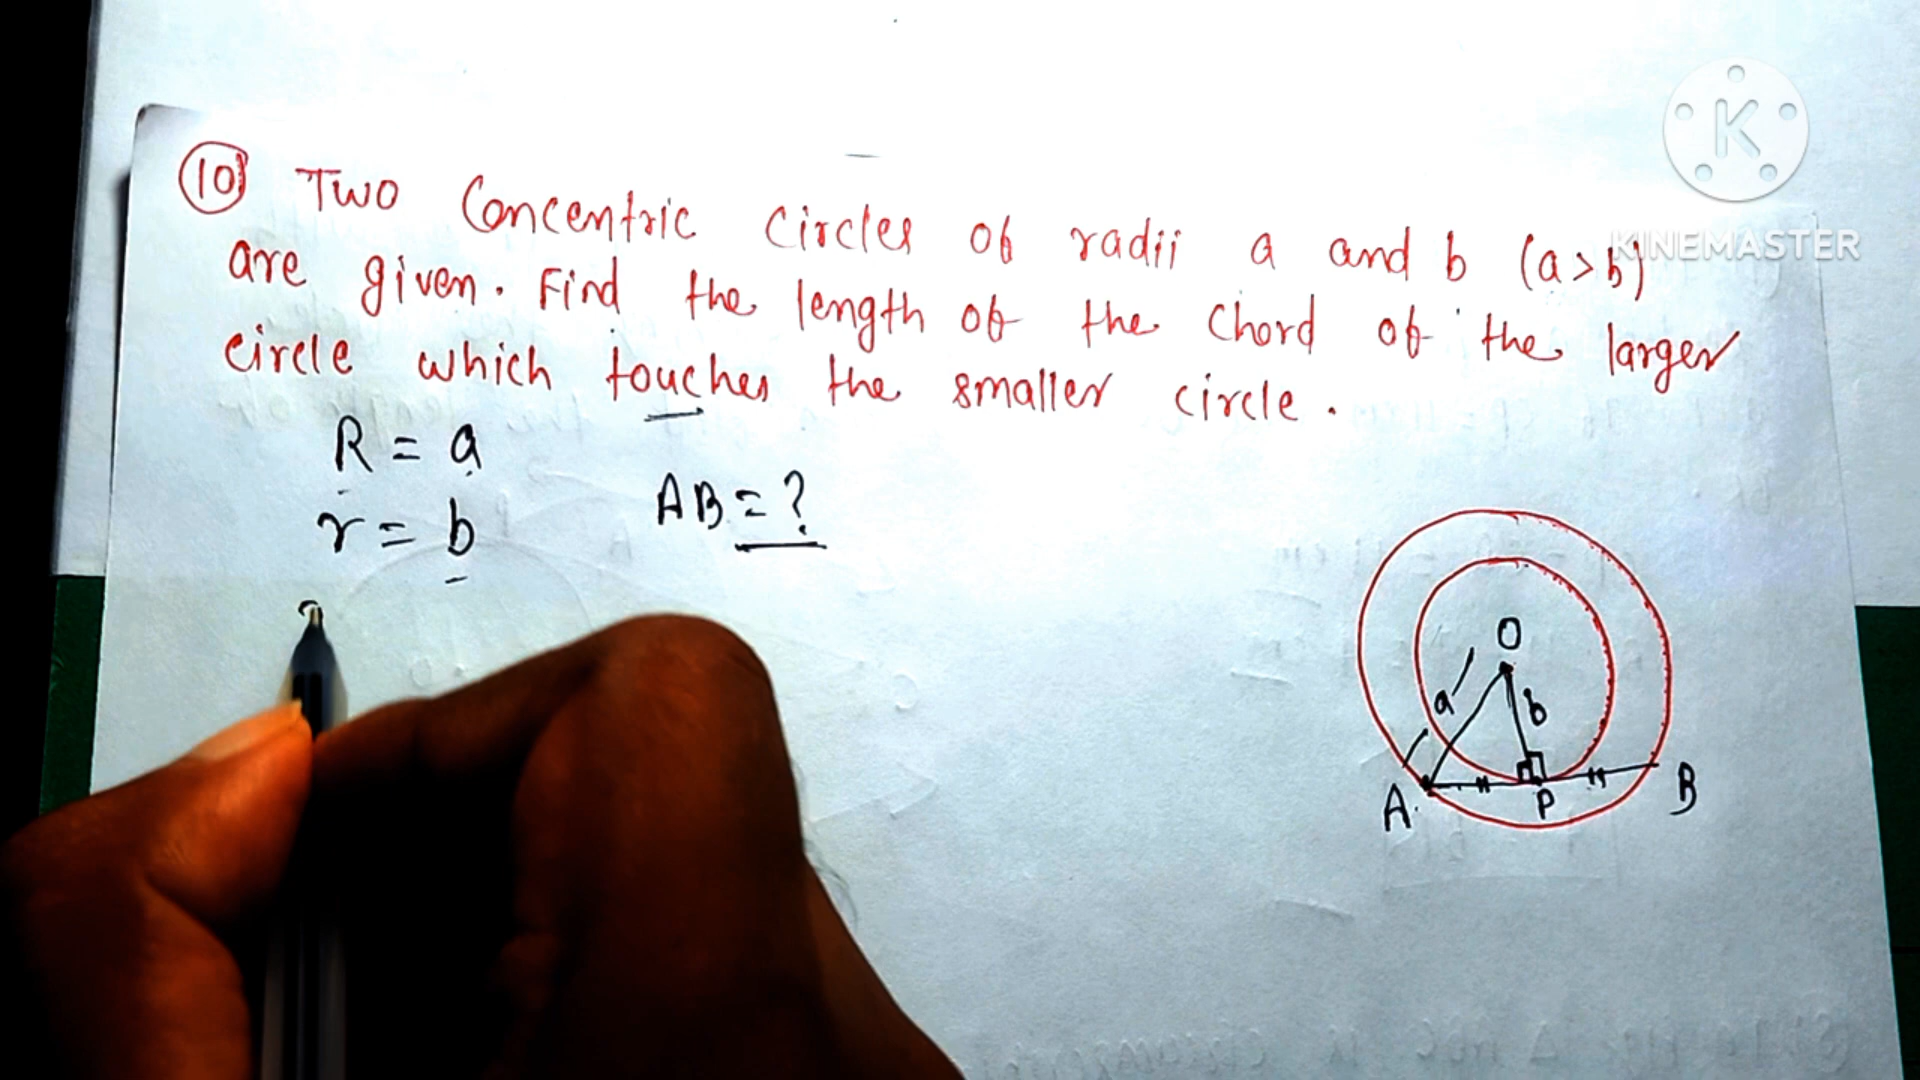 10 Two Concentric circles of radii a and b (a>b)
are given. Find the length of the chord of the larger
circle which touches the smaller circle.
R = a
r = b
AB = ?
O
a
b
A
P
B
K
KINEMASTER